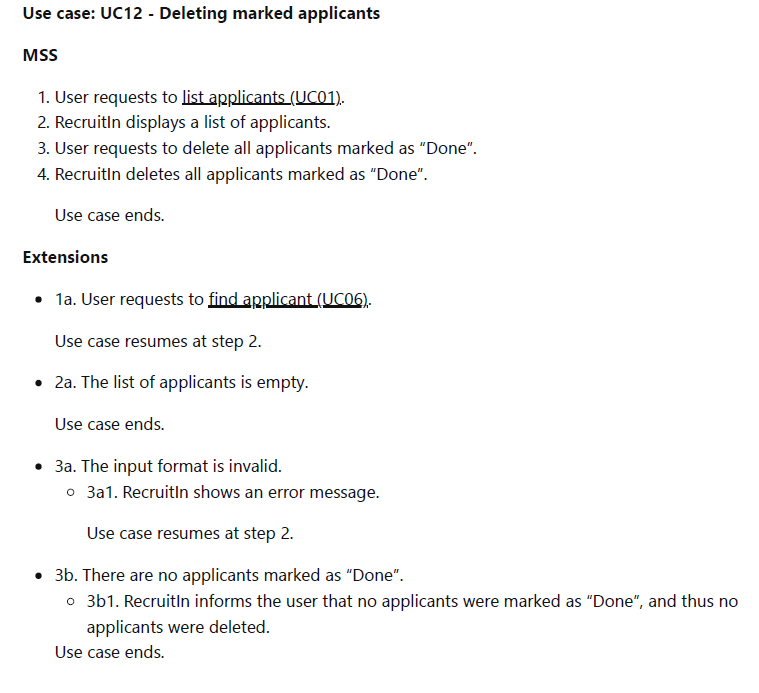 Use case: UC12 - Deleting marked applicants
MSS
1. User requests to list applicants (UC01).
2. RecruitIn displays a list of applicants.
3. User requests to delete all applicants marked as “Done”.
4. RecruitIn deletes all applicants marked as “Done”.
Use case ends.
Extensions
• 1a. User requests to find applicant (UC06).
Use case resumes at step 2.
• 2a. The list of applicants is empty.
Use case ends.
• 3a. The input format is invalid.
◦ 3a1. RecruitIn shows an error message.
Use case resumes at step 2.
• 3b. There are no applicants marked as “Done”.
◦ 3b1. RecruitIn informs the user that no applicants were marked as “Done”, and thus no
applicants were deleted.
Use case ends.